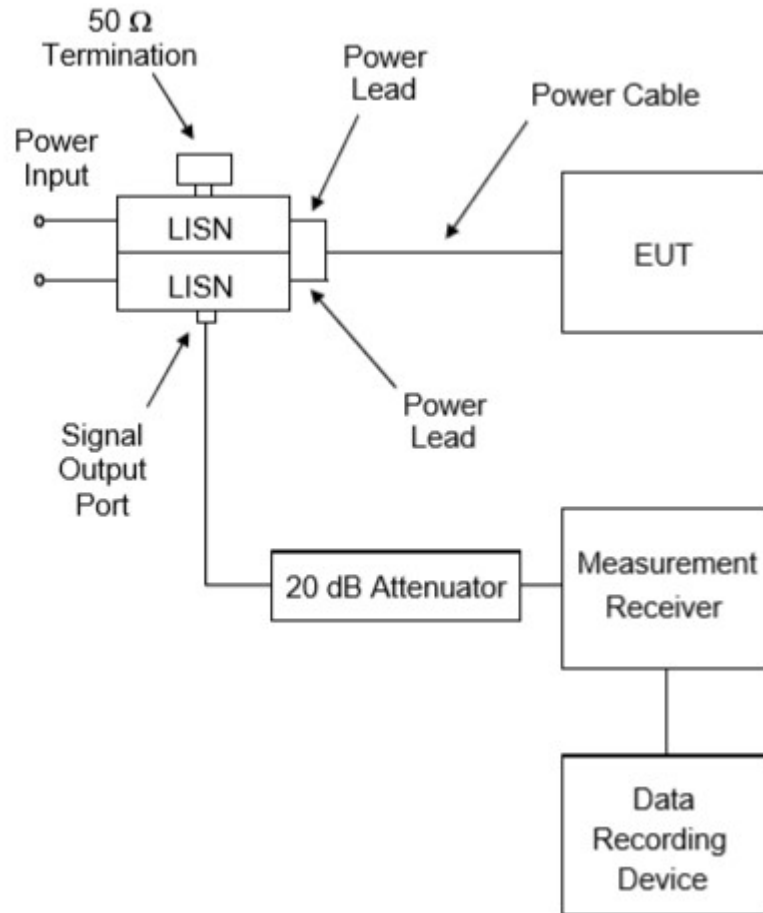 50 Ω
Termination
Power
Lead
Power Cable
Power
Input
LISN
LISN
EUT
Power
Lead
Signal
Output
Port
20 dB Attenuator
Measurement
Receiver
Data
Recording
Device